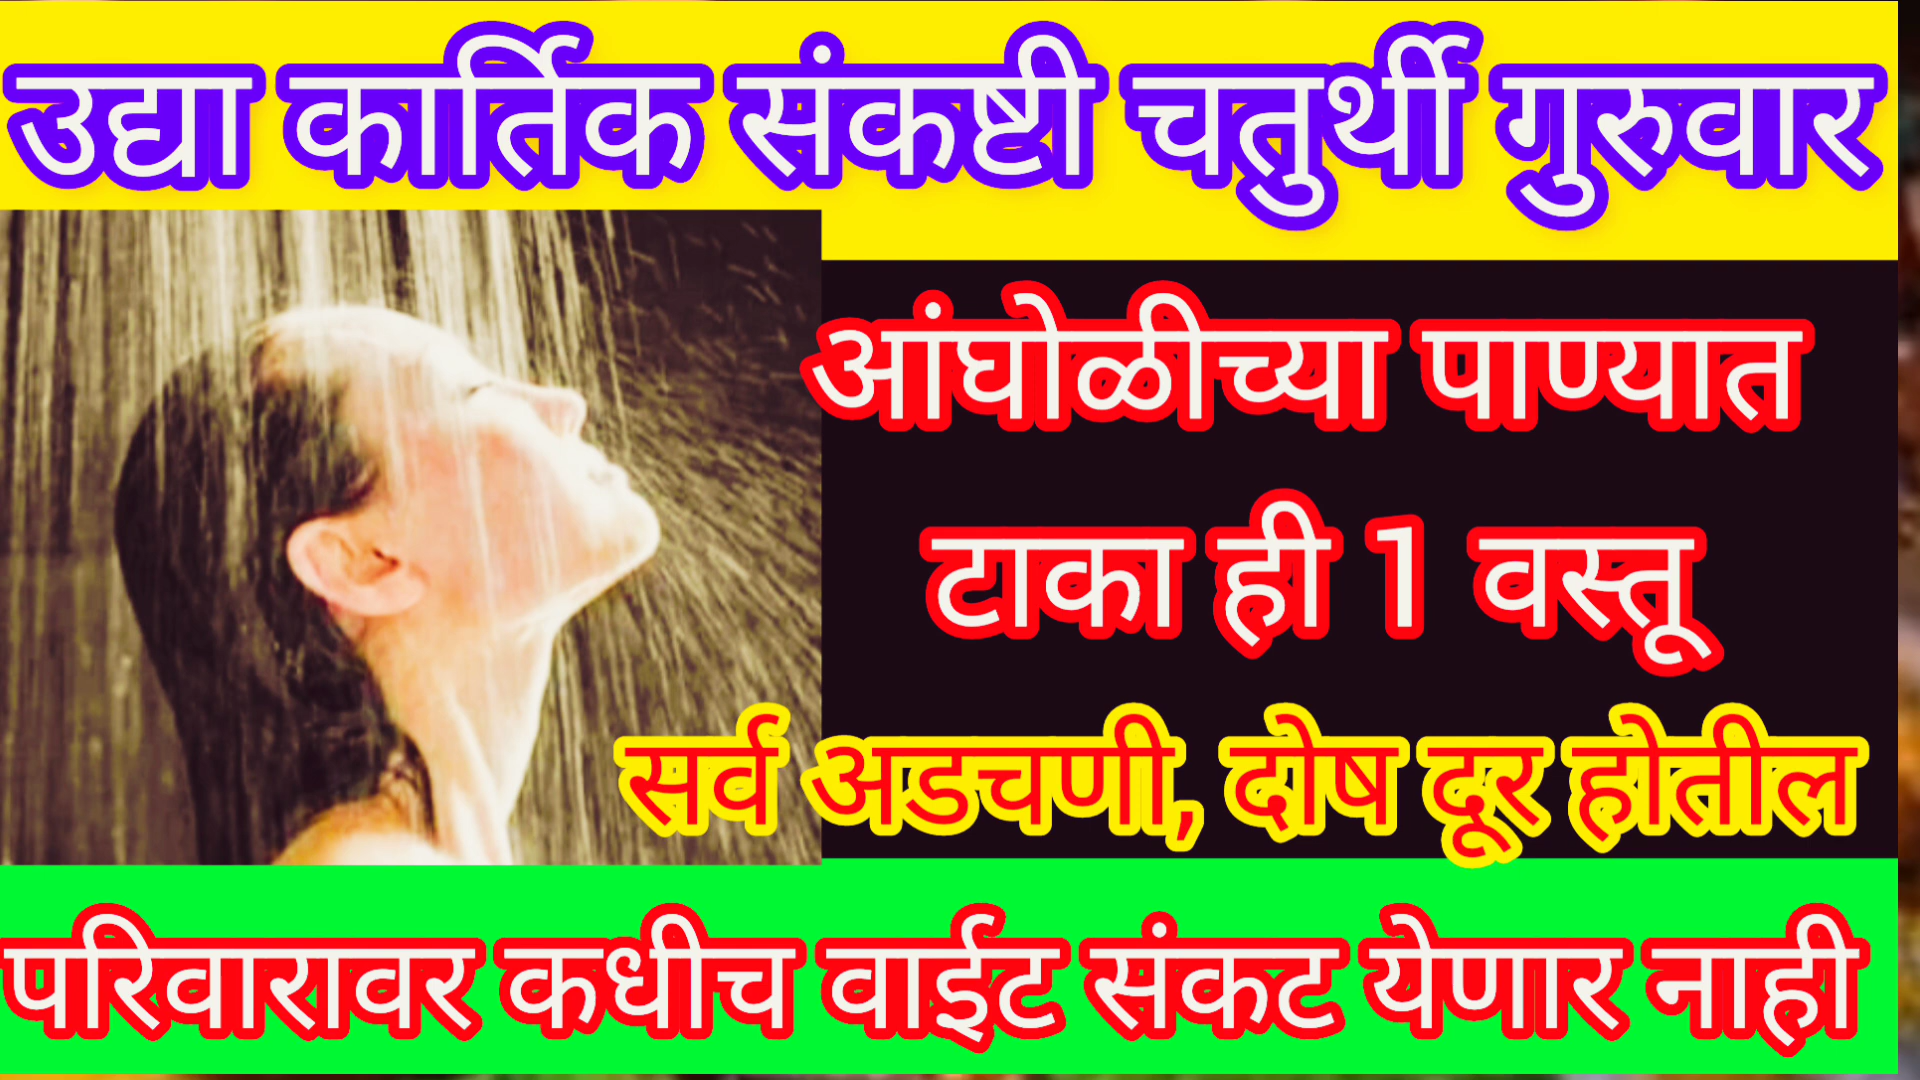 उद्या कार्तिक संकष्टी चतुर्थी गुरुवार
आंघोळीच्या पाण्यात
टाका ही 1 वस्तू
सर्व अडचणी, दोष दूर होतील
परिवारावर कधीच वाईट संकट येणार नाही